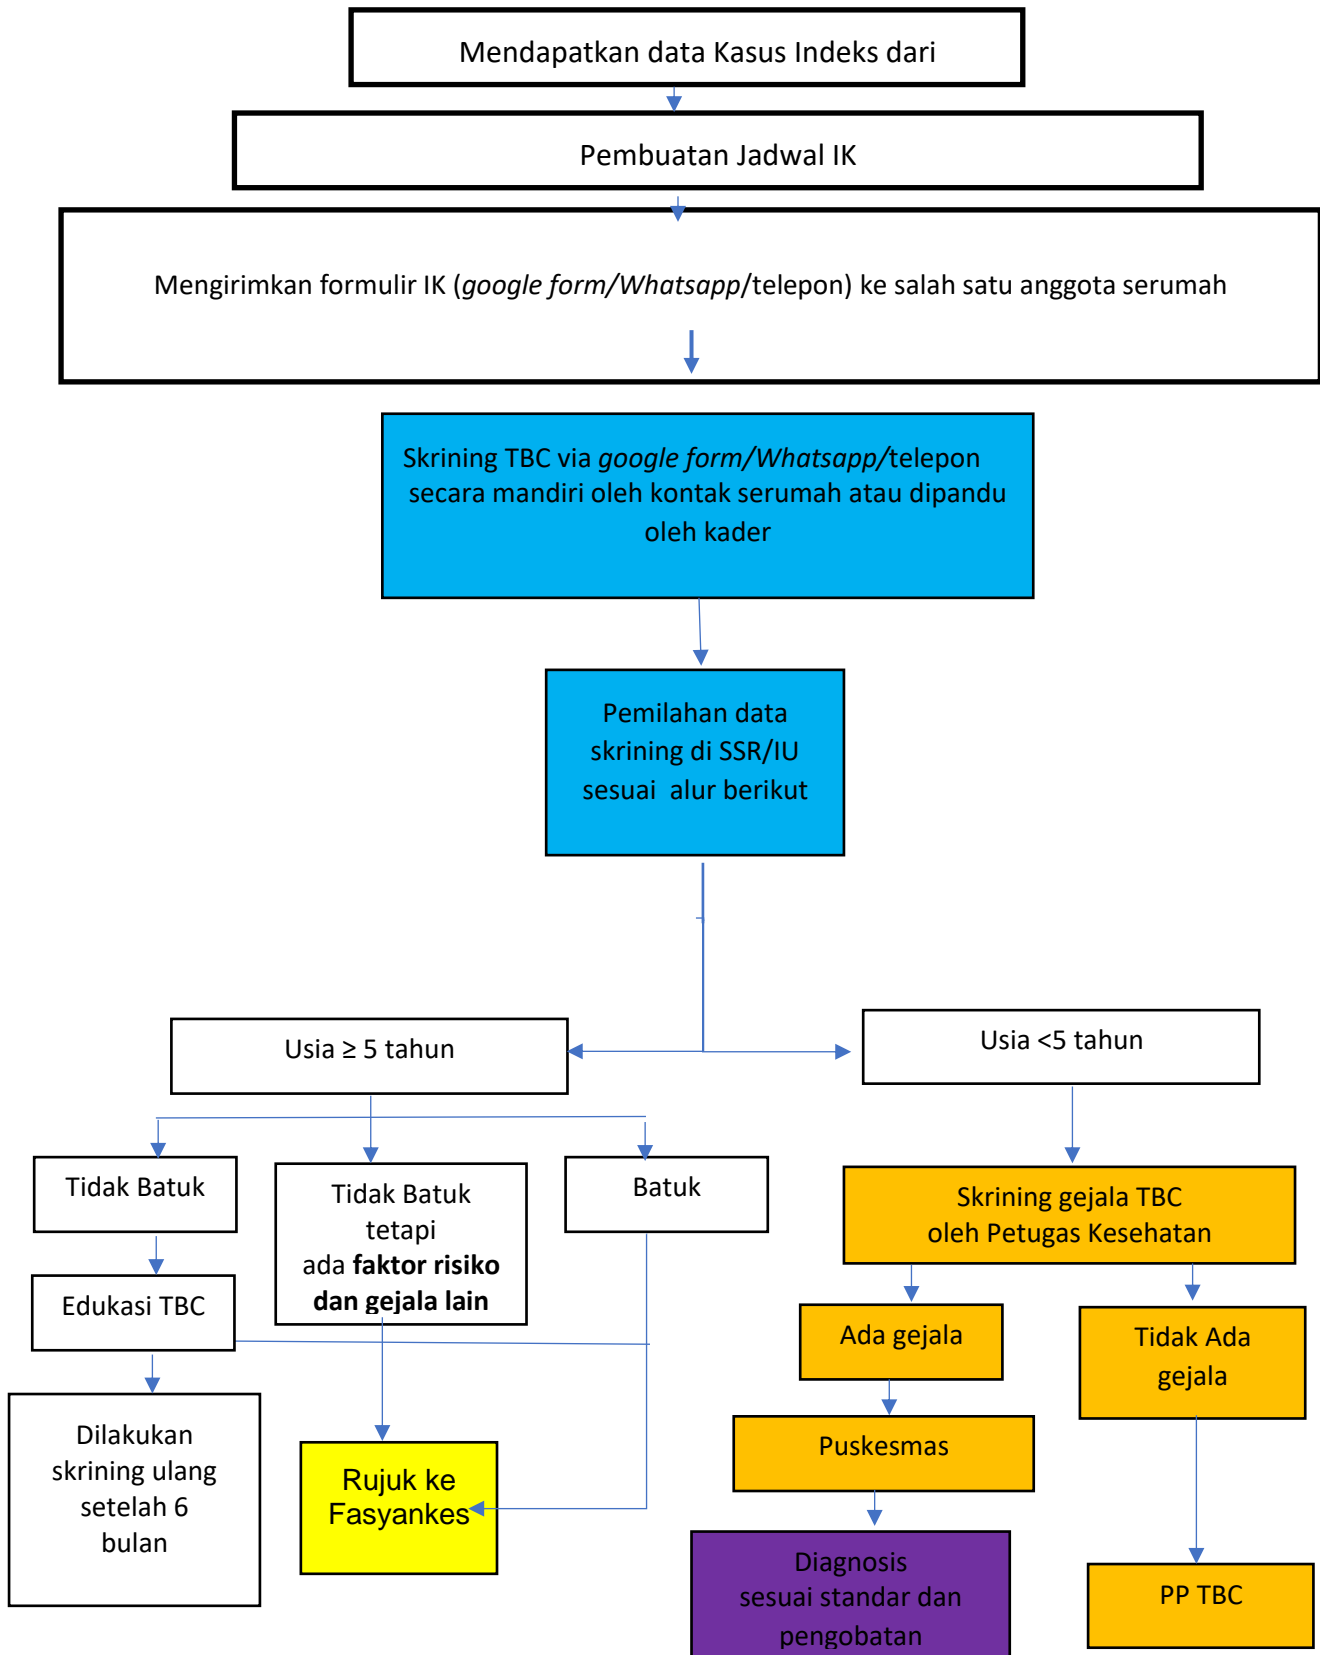 Mendapatkan data Kasus Indeks dari
Pembuatan Jadwal IK
Mengirimkan formulir IK (google form/Whatsapp/telepon) ke salah satu anggota serumah
Skrining TBC via google form/Whatsapp/telepon
secara mandiri oleh kontak serumah atau dipandu
oleh kader
Pemilahan data
skrining di SSR/IU
sesuai alur berikut
Usia ≥ 5 tahun
Usia <5 tahun
Tidak Batuk
Tidak Batuk
tetapi
ada faktor risiko
dan gejala lain
Batuk
Skrining gejala TBC
oleh Petugas Kesehatan
Edukasi TBC
Ada gejala
Tidak Ada
gejala
Dilakukan
skrining ulang
setelah 6
bulan
Rujuk ke
Fasyankes
Puskesmas
Diagnosis
sesuai standar dan
pengobatan
PP TBC